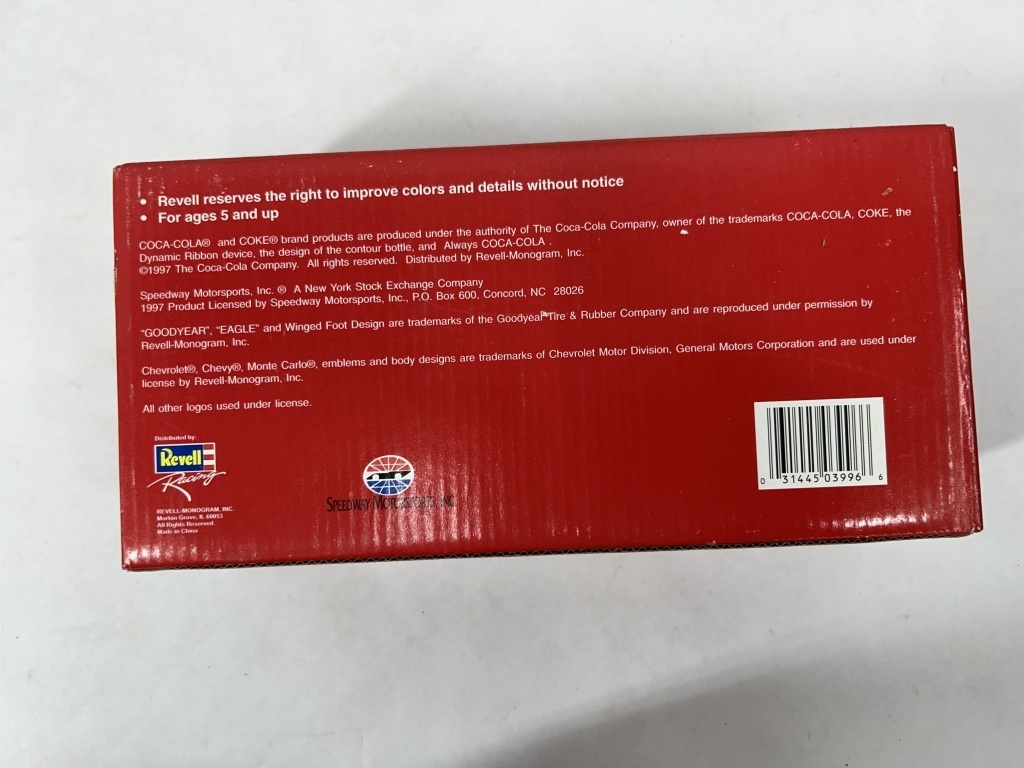 • Revell reserves the right to improve colors and details without notice
• For ages 5 and up
COCA-COLA® and COKE® brand products are produced under the authority of The Coca-Cola Company, owner of the trademarks COCA-COLA, COKE, the
Dynamic Ribbon device, the design of the contour bottle, and Always COCA-COLA .
©1997 The Coca-Cola Company. All rights reserved. Distributed by Revell-Monogram, Inc.
Speedway Motorsports, Inc. ® A New York Stock Exchange Company
1997 Product Licensed by Speedway Motorsports, Inc., P.O. Box 600, Concord, NC 28026
“GOODYEAR”, “EAGLE” and Winged Foot Design are trademarks of the Goodyear Tire & Rubber Company and are reproduced under permission by
Revell-Monogram, Inc.
Chevrolet®, Chevy®, Monte Carlo®, emblems and body designs are trademarks of Chevrolet Motor Division, General Motors Corporation and are used under
license by Revell-Monogram, Inc.
All other logos used under license.
Distributed by:
Revell
Racing
REVELL-MONOGRAM, INC.
Morton Grove, IL 60053
All Rights Reserved.
Made in China
SPEEDWAY MOTORSPORTS, INC
0 31445 03996 6